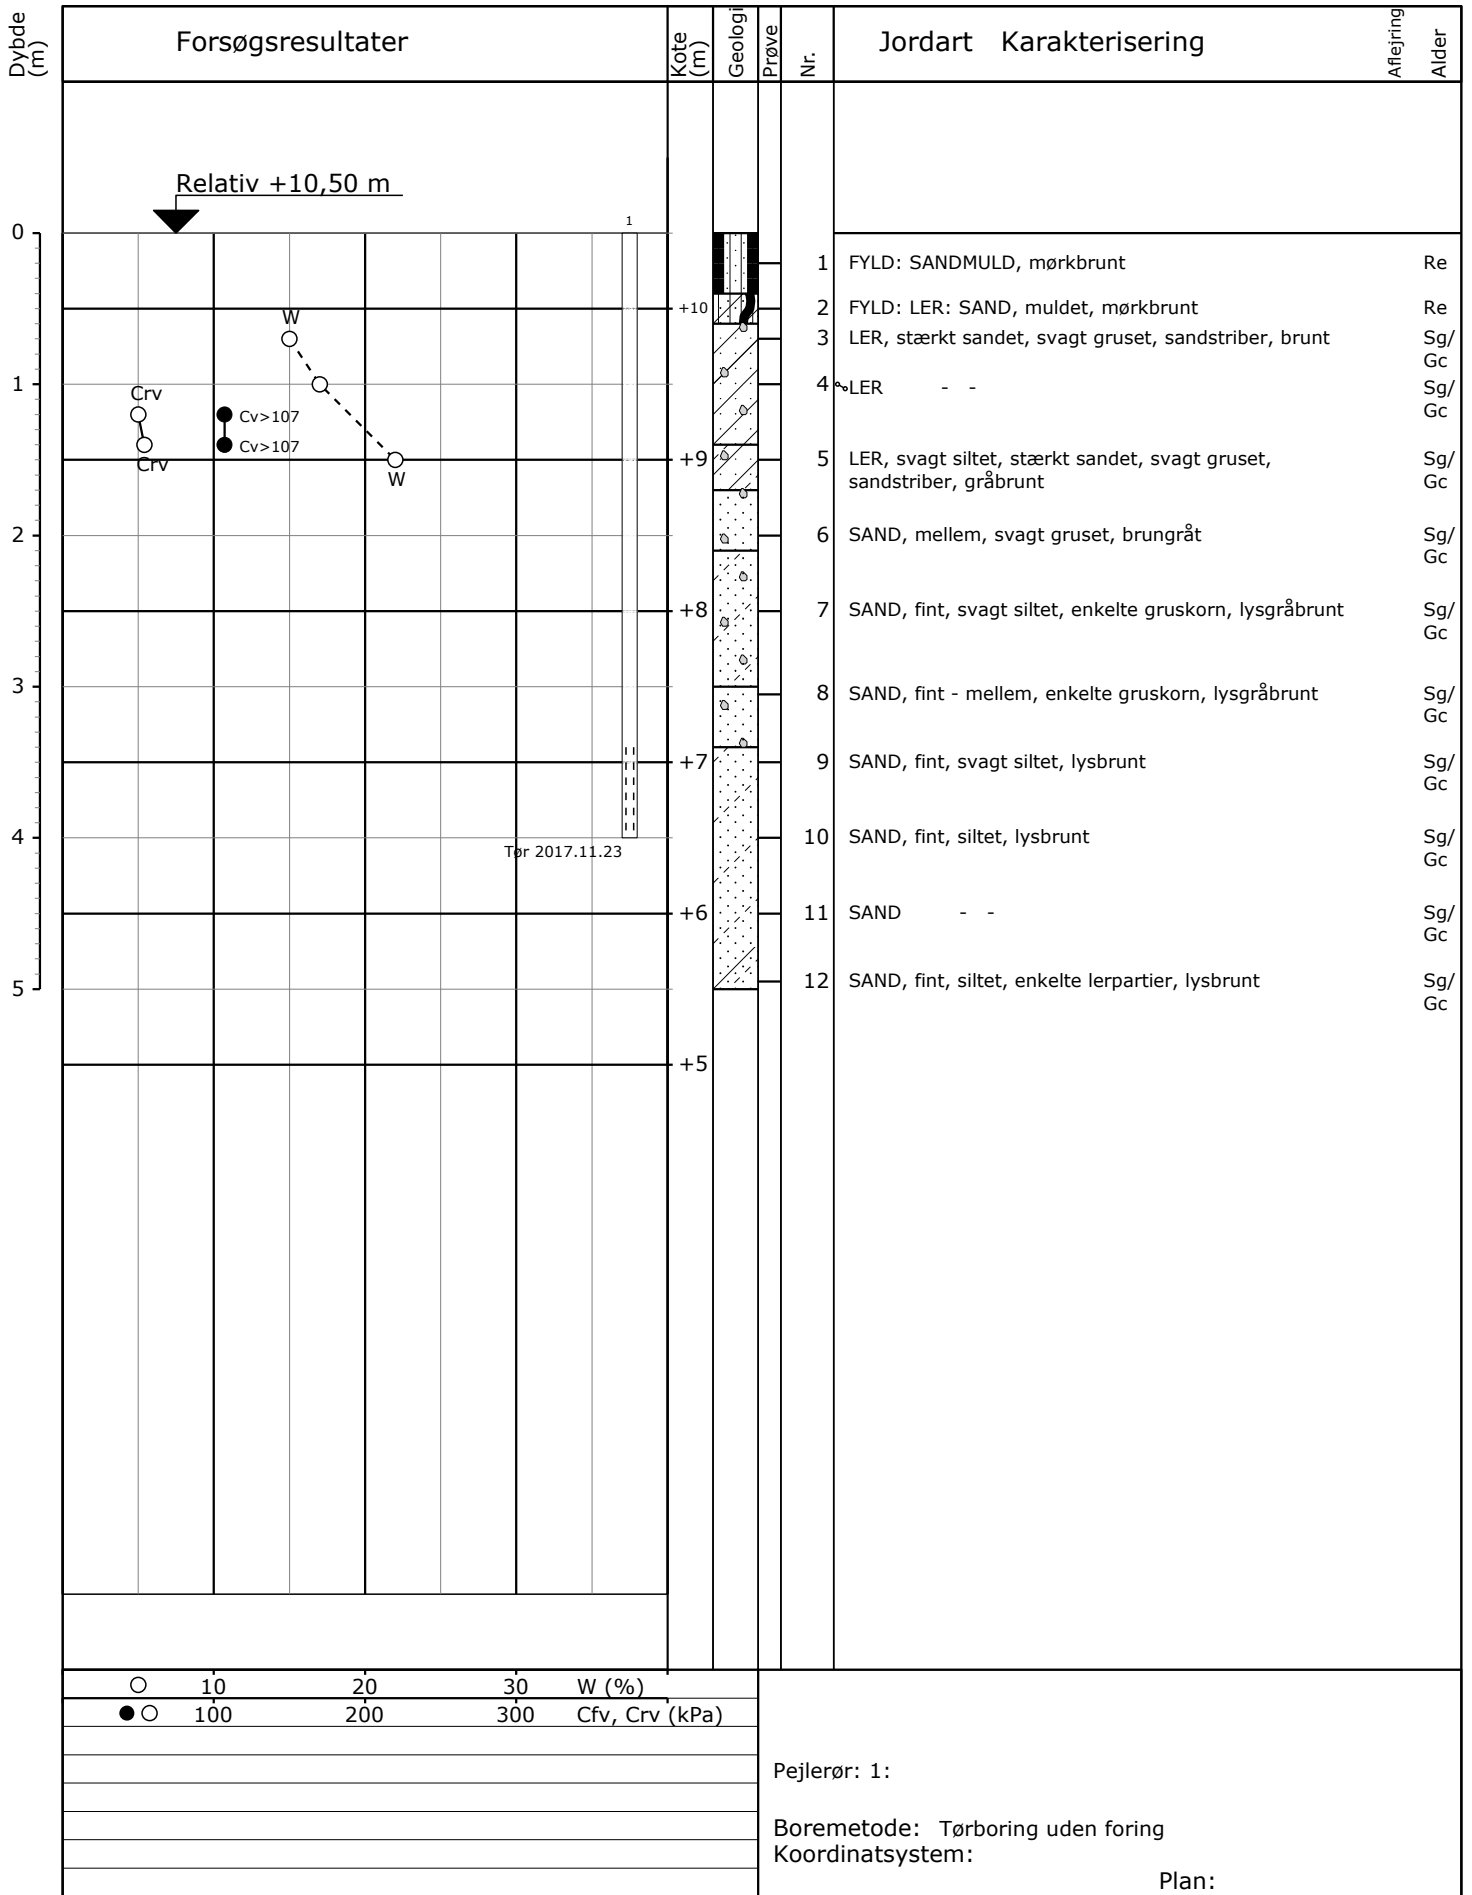 Dybde (m)
Forsøgsresultater
Kote (m)
Geologi
Prøve
Nr.
Jordart Karakterisering
Aflejring
Alder
Relativ +10,50 m
1
0
1 FYLD: SANDMULD, mørkbrunt Re
+10
2 FYLD: LER: SAND, muldet, mørkbrunt Re
W
3 LER, stærkt sandet, svagt gruset, sandstriber, brunt Sg/
Gc
1
4 LER - - Sg/
Gc
Crv
Cv>107
Cv>107
Crv
+9
W
5 LER, svagt siltet, stærkt sandet, svagt gruset, Sg/
sandstriber, gråbrunt Gc
2
6 SAND, mellem, svagt gruset, brungråt Sg/
Gc
+8
7 SAND, fint, svagt siltet, enkelte gruskorn, lysgråbrunt Sg/
Gc
3
8 SAND, fint - mellem, enkelte gruskorn, lysgråbrunt Sg/
Gc
+7
9 SAND, fint, svagt siltet, lysbrunt Sg/
Gc
4
10 SAND, fint, siltet, lysbrunt Sg/
Gc
Tør 2017.11.23
+6
11 SAND - - Sg/
Gc
5
12 SAND, fint, siltet, enkelte lerpartier, lysbrunt Sg/
Gc
+5
10 20 30 W (%)
100 200 300 Cfv, Crv (kPa)
Pejlerør: 1:
Boremetode: Tørboring uden foring
Koordinatsystem:
Plan: